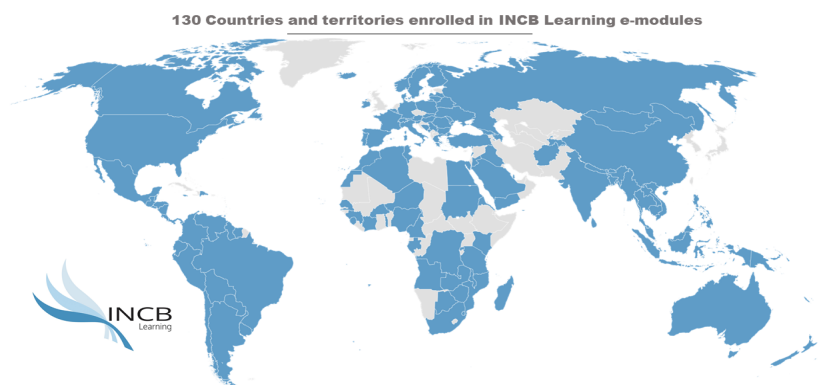 130 Countries and territories enrolled in INCB Learning e-modules
INCB
Learning